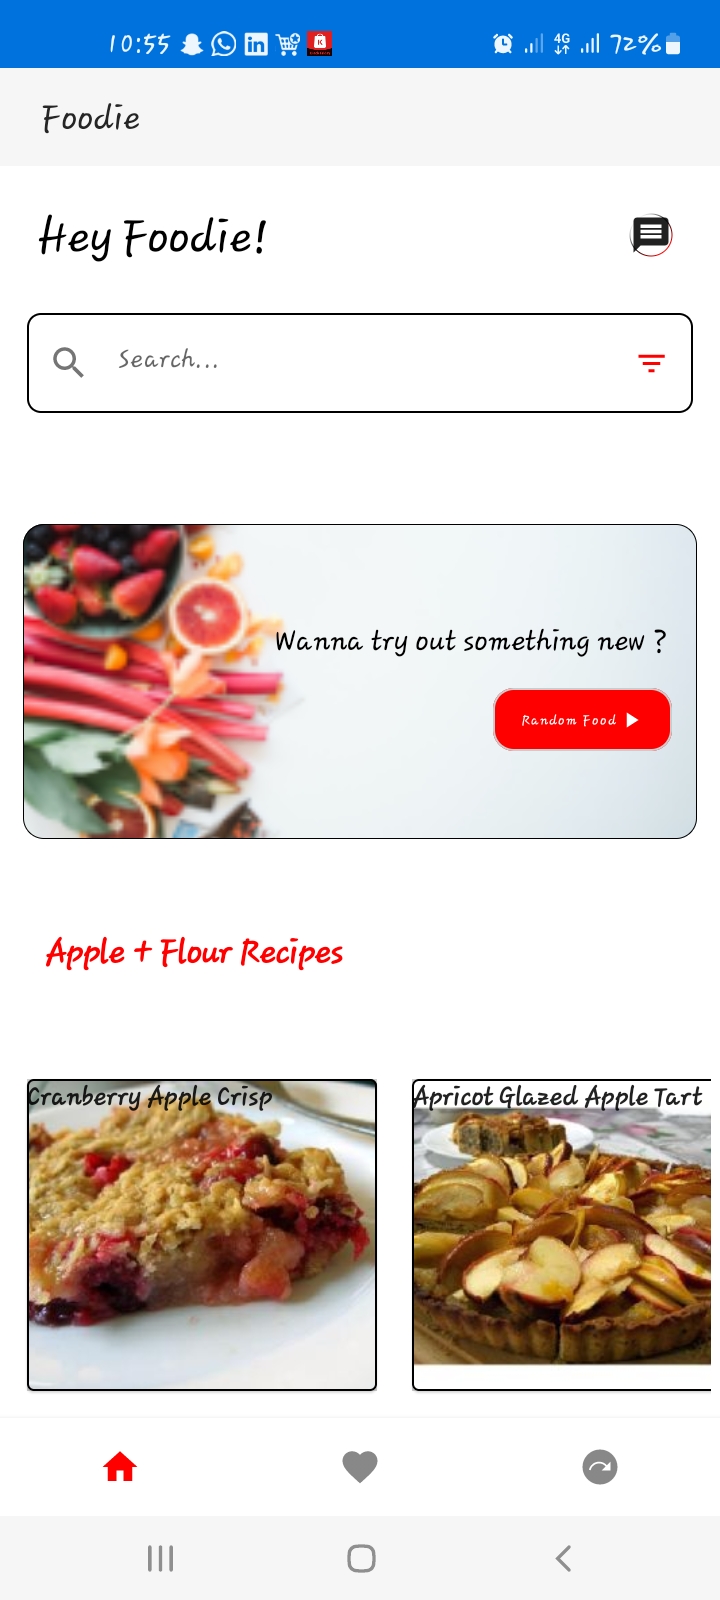 10:55 4G 72%
Foodie
Hey Foodie!
Search...
Wanna try out something new ?
Random Food
Apple + Flour Recipes
Cranberry Apple Crisp
Apricot Glazed Apple Tart